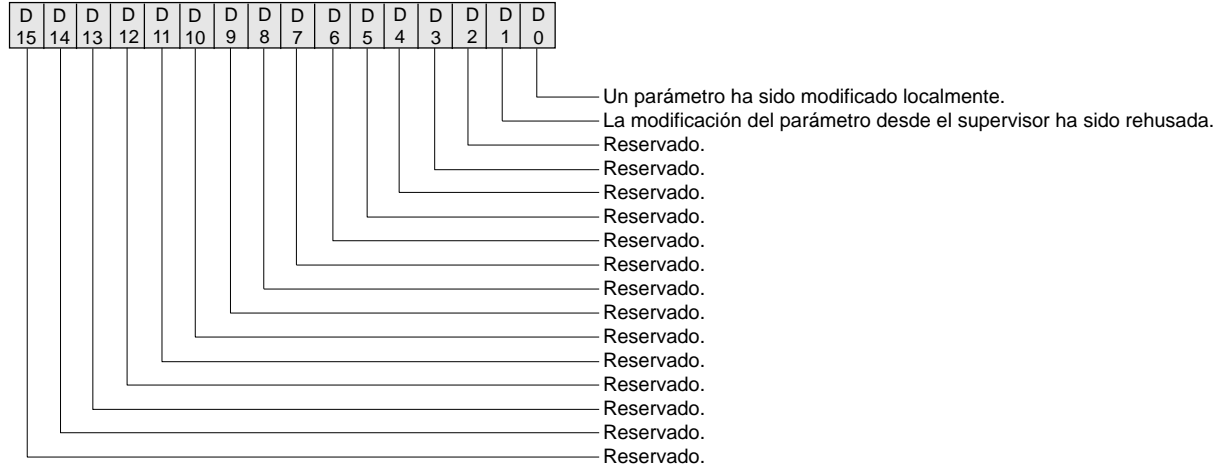 D D D D D D D D D D D D D D D D
15 14 13 12 11 10 9 8 7 6 5 4 3 2 1 0
Un parámetro ha sido modificado localmente.
La modificación del parámetro desde el supervisor ha sido rehusada.
Reservado.
Reservado.
Reservado.
Reservado.
Reservado.
Reservado.
Reservado.
Reservado.
Reservado.
Reservado.
Reservado.
Reservado.
Reservado.
Reservado.